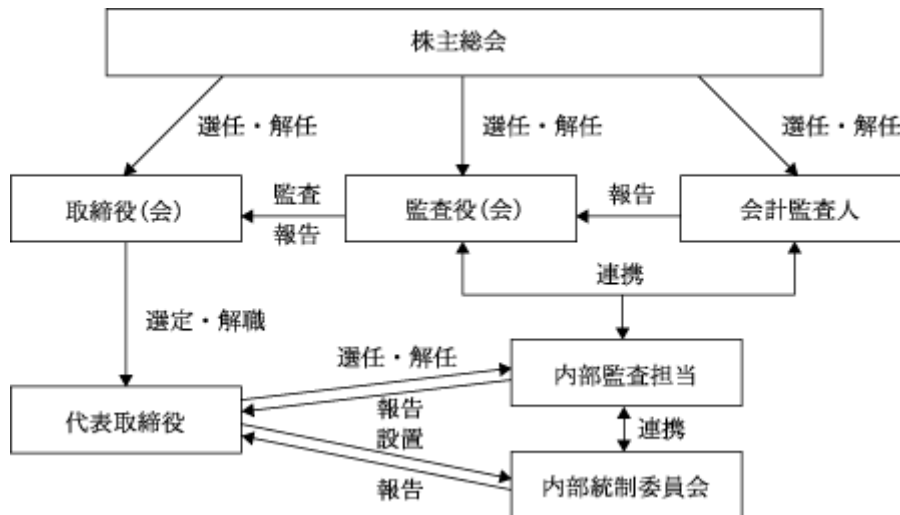 株主総会
選任・解任
選任・解任
選任・解任
取締役(会)
監査
報告
監査役(会)
報告
会計監査人
連携
選定・解職
選任・解任
内部監査担当
報告
代表取締役
設置
連携
報告
内部統制委員会